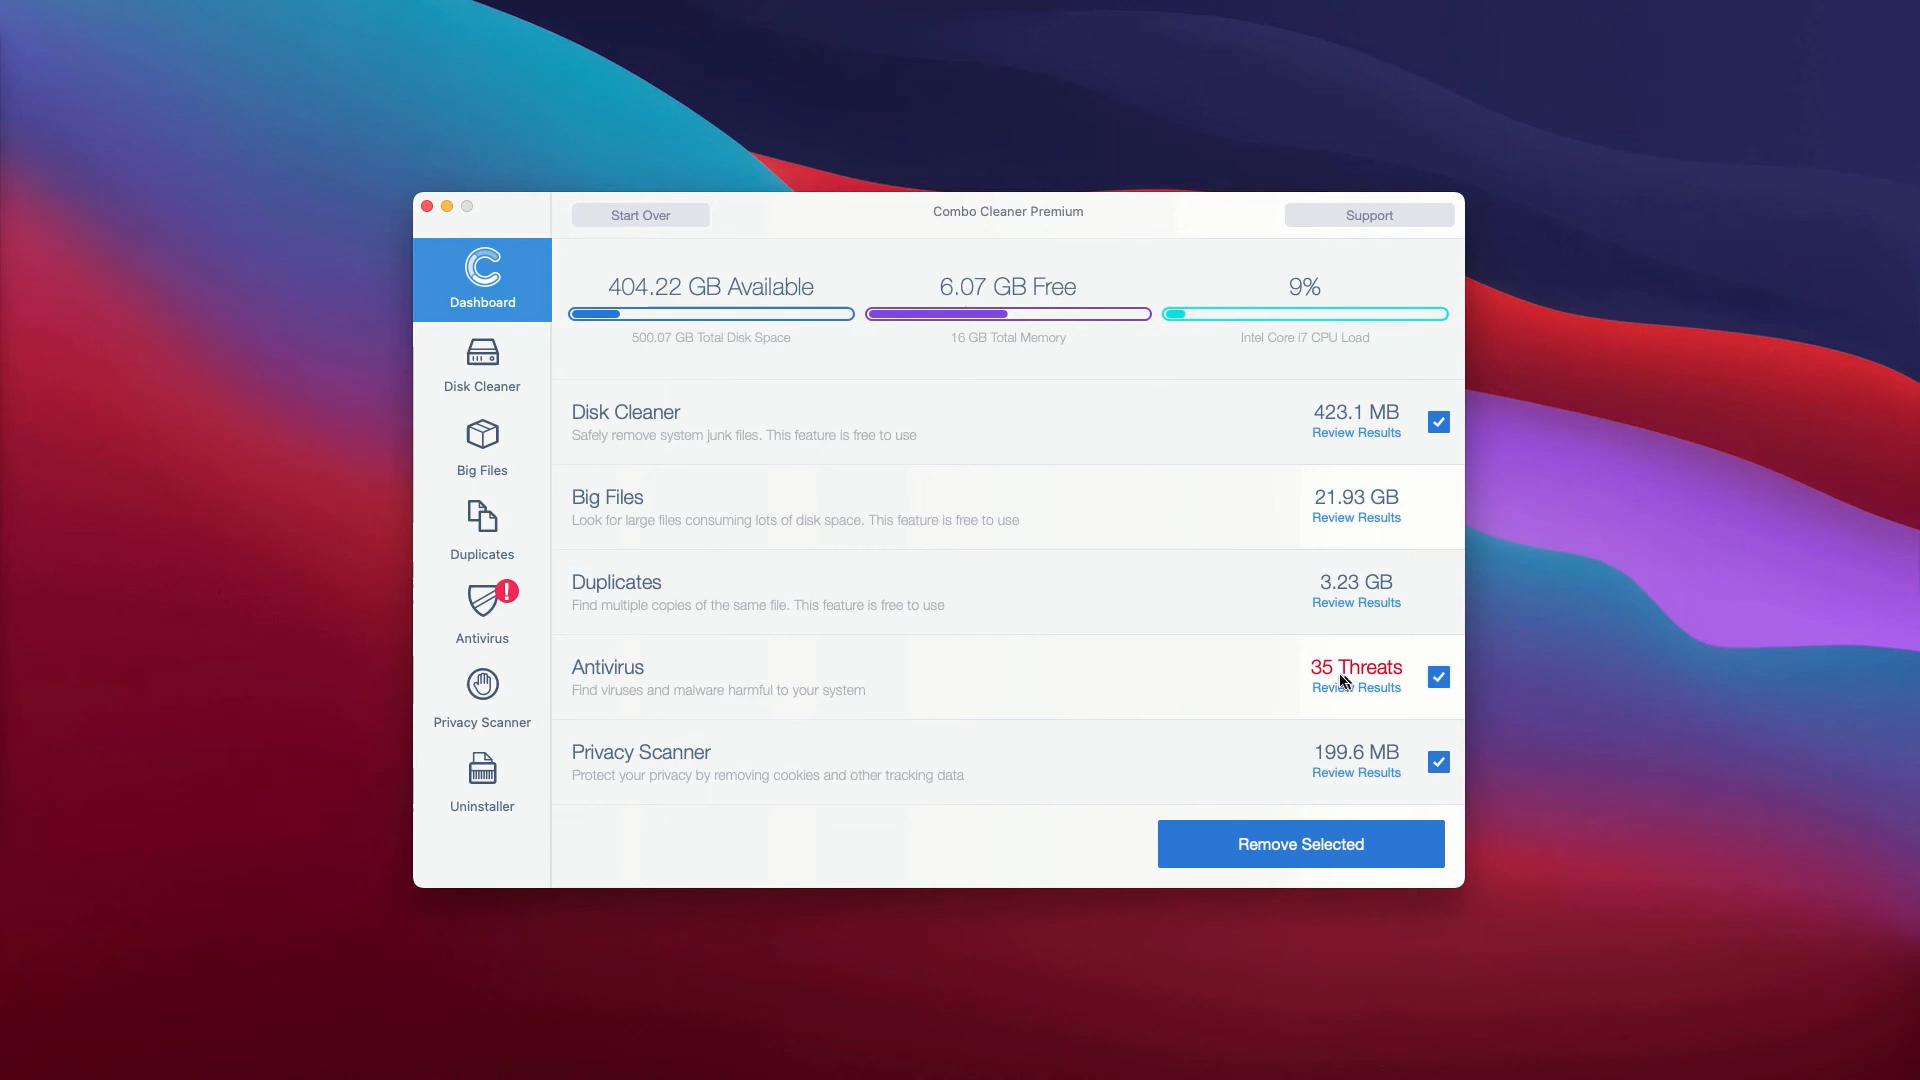 Start Over
Combo Cleaner Premium
Support
Dashboard
Disk Cleaner
Big Files
Duplicates
!
Antivirus
Privacy Scanner
Uninstaller
404.22 GB Available
500.07 GB Total Disk Space
6.07 GB Free
16 GB Total Memory
9%
Intel Core i7 CPU Load
Disk Cleaner
Safely remove system junk files. This feature is free to use
423.1 MB
Review Results
Big Files
Look for large files consuming lots of disk space. This feature is free to use
21.93 GB
Review Results
Duplicates
Find multiple copies of the same file. This feature is free to use
3.23 GB
Review Results
Antivirus
Find viruses and malware harmful to your system
35 Threats
Review Results
Privacy Scanner
Protect your privacy by removing cookies and other tracking data
199.6 MB
Review Results
Remove Selected